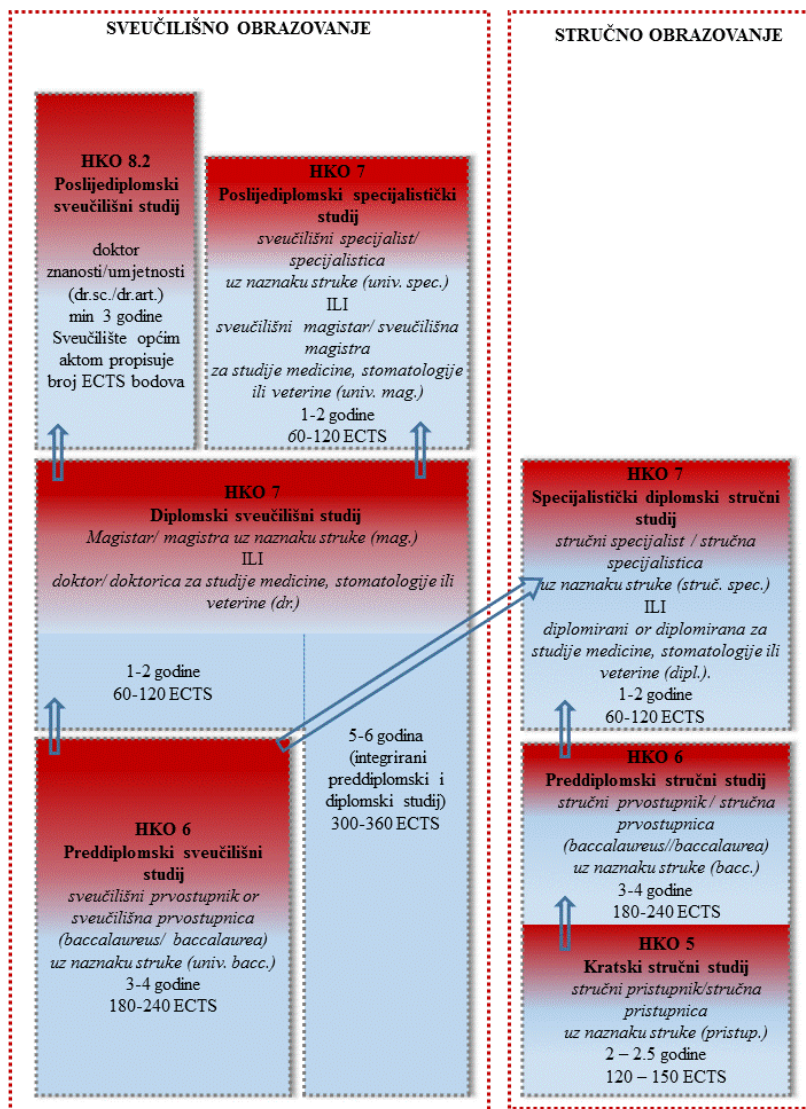 SVEUČILIŠNO OBRAZOVANJE
HKO 8.2
Poslijediplomski
sveučilišni studij
doktor
znanosti/umjetnosti
(dr.sc./dr.art.)
min 3 godine
Sveučilište općim
aktom propisuje
broj ECTS bodova
HKO 7
Poslijediplomski specijalistički
studij
sveučilišni specijalist/
specijalistica
uz naznaku struke (univ. spec.)
ILI
sveučilišni magistar/ sveučilišna
magistra
za studije medicine, stomatologije
ili veterine (univ. mag.)
1-2 godine
60-120 ECTS
HKO 7
Diplomski sveučilišni studij
Magistar/ magistra uz naznaku struke (mag.)
ILI
doktor/ doktorica za studije medicine, stomatologije ili
veterine (dr.)
1-2 godine
60-120 ECTS
5-6 godina
(integrirani
preddiplomski i
diplomski studij)
300-360 ECTS
HKO 6
Preddiplomski sveučilišni
studij
sveučilišni prvostupnik or
sveučilišna prvostupnica
(baccalaureus/ baccalaurea)
uz naznaku struke (univ. bacc.)
3-4 godine
180-240 ECTS
STRUČNO OBRAZOVANJE
HKO 7
Specijalistički diplomski stručni
studij
stručni specijalist / stručna
specijalistica
uz naznaku struke (struč. spec.)
ILI
diplomirani or diplomirana za
studije medicine, stomatologije ili
veterine (dipl.).
1-2 godine
60-120 ECTS
HKO 6
Preddiplomski stručni studij
stručni prvostupnik / stručna
prvostupnica
(baccalaureus//baccalaurea)
uz naznaku struke (bacc.)
3-4 godine
180-240 ECTS
HKO 5
Kratski stručni studij
stručni pristupnik/stručna
pristupnica
uz naznaku struke (pristup.)
2 – 2.5 godine
120 – 150 ECTS